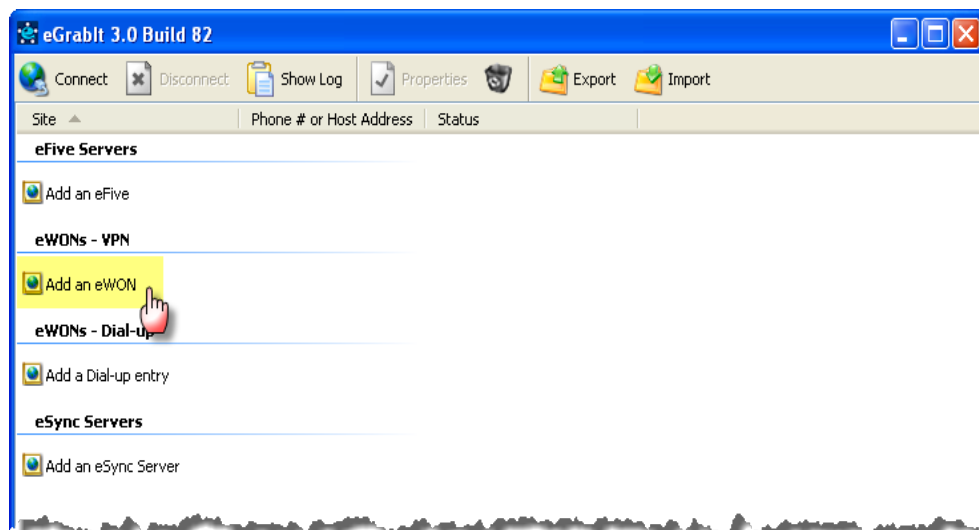 eGrabIt 3.0 Build 82
Connect Disconnect Show Log Properties Export Import
Site Phone # or Host Address Status
eFive Servers
Add an eFive
eWONs - VPN
Add an eWON
eWONs - Dial-up
Add a Dial-up entry
eSync Servers
Add an eSync Server